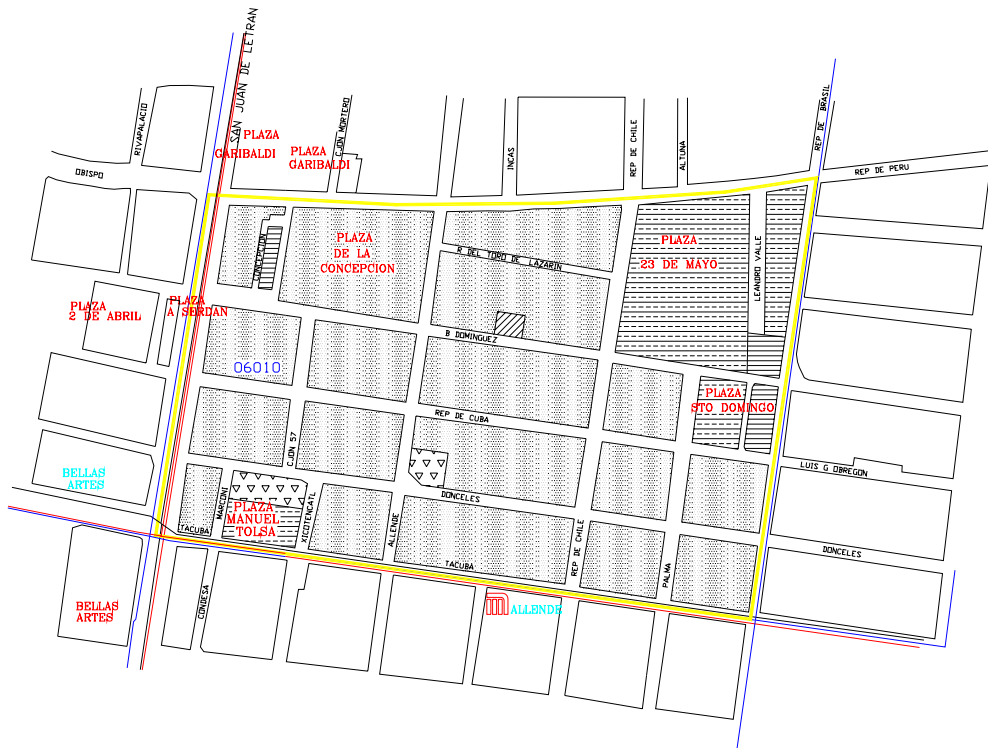 SAN JUAN DE LETRAN
RIVAPALACIO
PLAZA
GARIBALDI
PLAZA
GARIBALDI
CJON MORTERO
INCAS
REP DE CHILE
ALTUNA
REP DE BRASIL
REP DE PERU
OBISPO
CONCEPCION
PLAZA
DE LA
CONCEPCION
R DEL TORO DE LAZARIN
PLAZA
23 DE MAYO
LEANDRO VALLE
PLAZA
2 DE ABRIL
PLAZA
A SERDAN
B DOMINGUEZ
06010
PLAZA
STO DOMINGO
REP DE CUBA
CJON 57
LUIS G OBREGON
BELLAS
ARTES
MARCONI
PLAZA
MANUEL
TOLSA
XICOTENCATL
DONCELES
ALLENDE
TACUBA
TACUBA
REP DE CHILE
PALMA
DONCELES
BELLAS
ARTES
CONDESA
ALLENDE